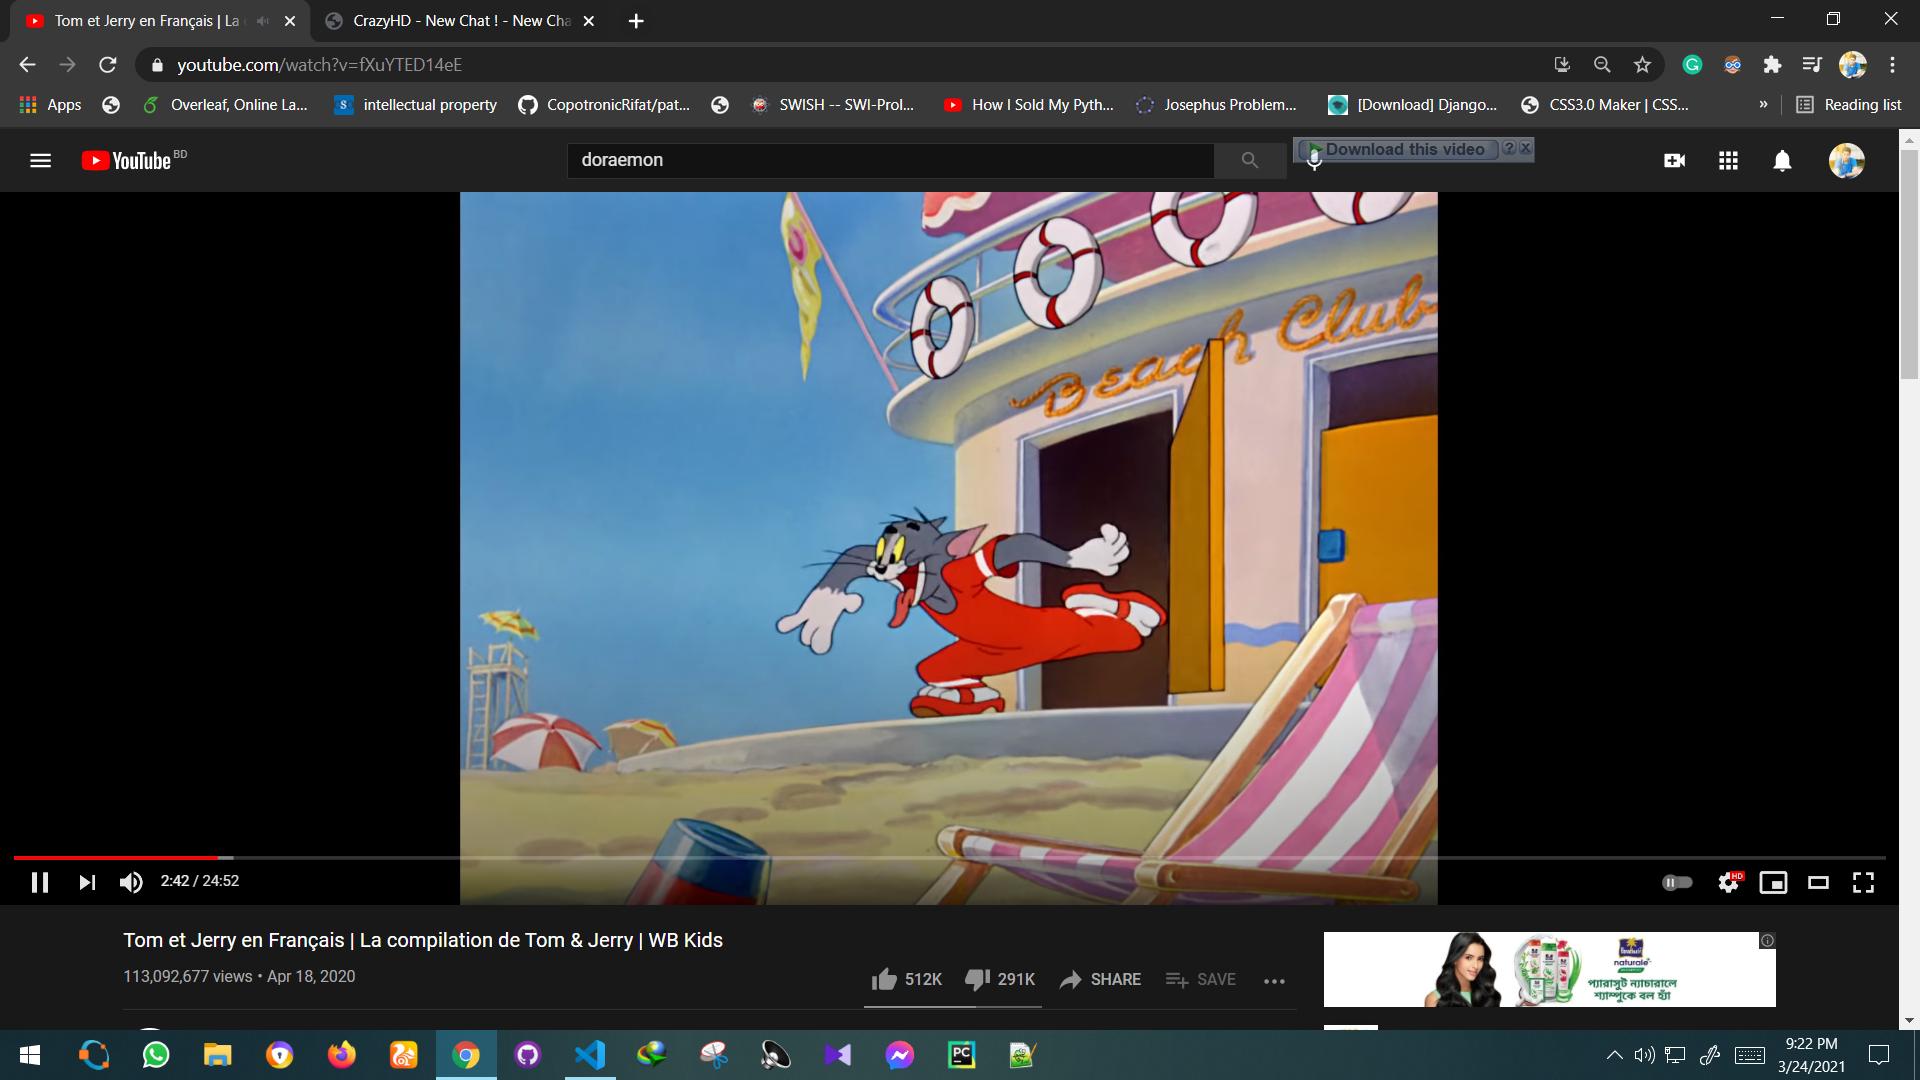 Tom et Jerry en Français | La
CrazyHD - New Chat ! - New Cha
youtube.com/watch?v=fXuYTED14eE
Apps
Overleaf, Online La...
S
intellectual property
CopotronicRifat/pat...
SWISH -- SWI-Prol...
How I Sold My Pyth...
Josephus Problem...
[Download] Django...
CSS3.0 Maker | CSS...
»
Reading list
YouTube BD
doraemon
Download this video ? x
Beach Club
2:42 / 24:52
HD
Tom et Jerry en Français | La compilation de Tom & Jerry | WB Kids
113,092,677 views • Apr 18, 2020
512K
291K
SHARE
SAVE
naturale
প্যারাসুট ন্যাচারালে
শ্যাম্পুকে বল হ্যাঁ
PC
9:22 PM
3/24/2021